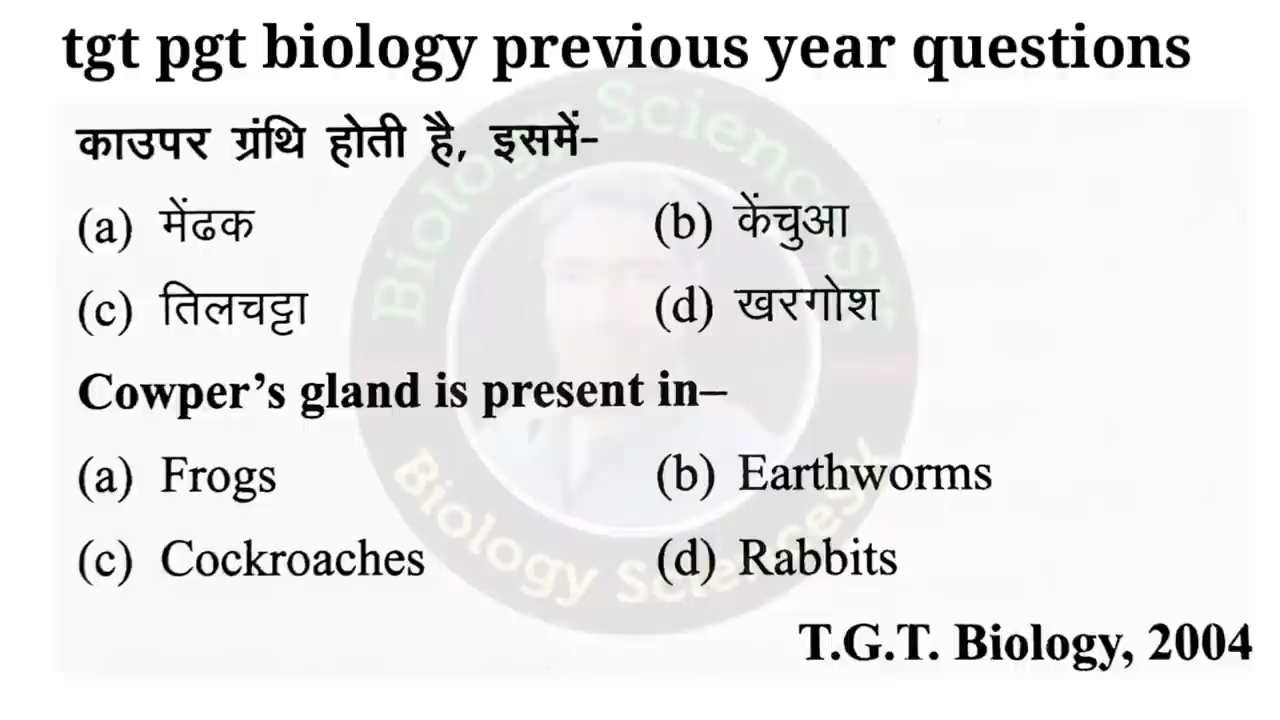 tgt pgt biology previous year questions
काउपर ग्रंथि होती है, इसमें-
(a) मेंढक (b) केंचुआ
(c) तिलचट्टा (d) खरगोश
Cowper’s gland is present in–
(a) Frogs (b) Earthworms
(c) Cockroaches (d) Rabbits
T.G.T. Biology, 2004